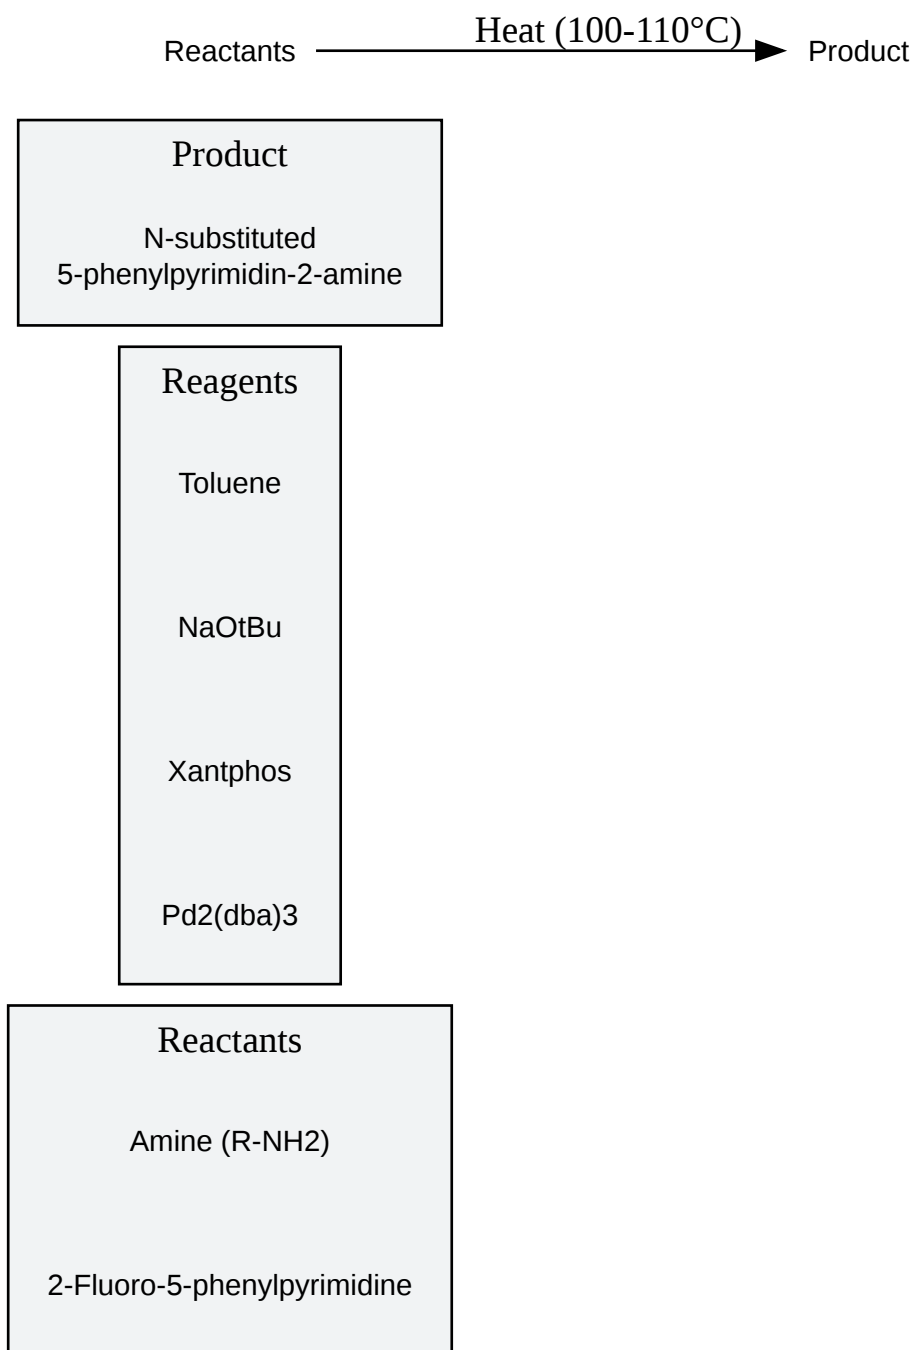 Reactants
Heat (100-110°C)
Product
Product
N-substituted
5-phenylpyrimidin-2-amine
Reagents
Toluene
NaOtBu
Xantphos
Pd2(dba)3
Reactants
Amine (R-NH2)
2-Fluoro-5-phenylpyrimidine